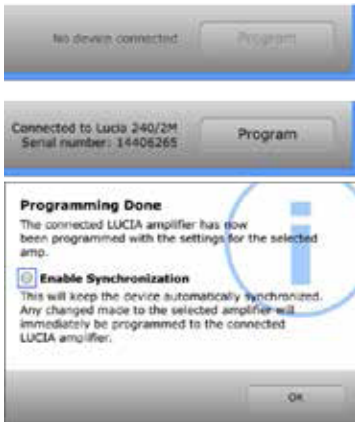 No device connected
Program
Connected to Lucia 240/2M
Serial number: 14406265
Program
Programming Done
The connected LUCIA amplifier has now
been programmed with the settings for the selected
amp.
Enable Synchronization
This will keep the device automatically synchronized.
Any changed made to the selected amplifier will
immediately be programmed to the connected
LUCIA amplifier.
OK